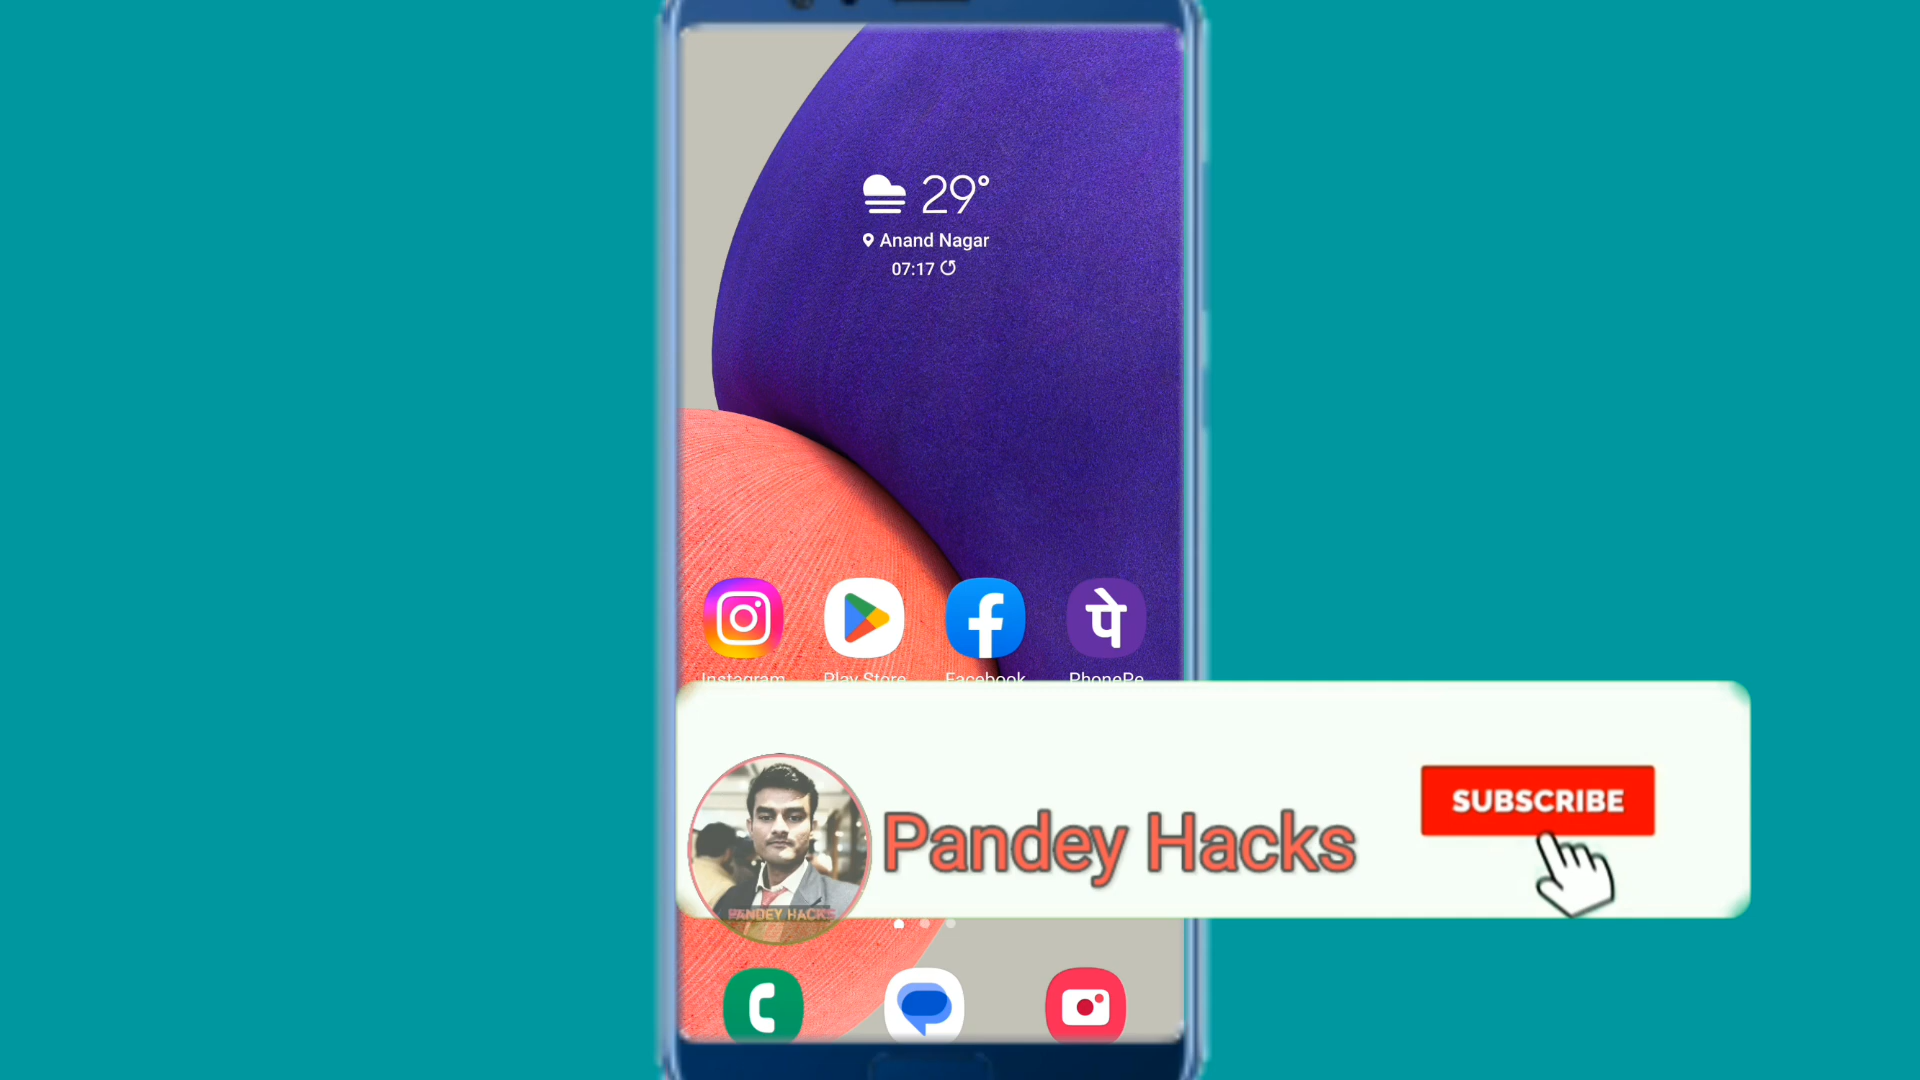 29°
Anand Nagar
07:17
Instagram Play Store Facebook PhonePe
पे
SUBSCRIBE
Pandey Hacks
PANDEY HACKS